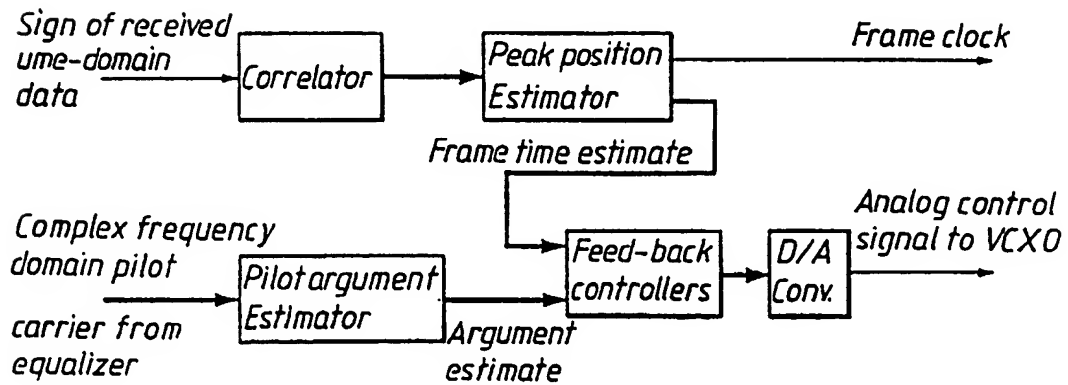 Sign of received
ume-domain
data
Correlator
Peak position
Estimator
Frame clock
Frame time estimate
Complex frequency
domain pilot
carrier from
equalizer
Pilot argument
Estimator
Argument
estimate
Feed-back
controllers
D/A
Conv.
Analog control
signal to VCXO